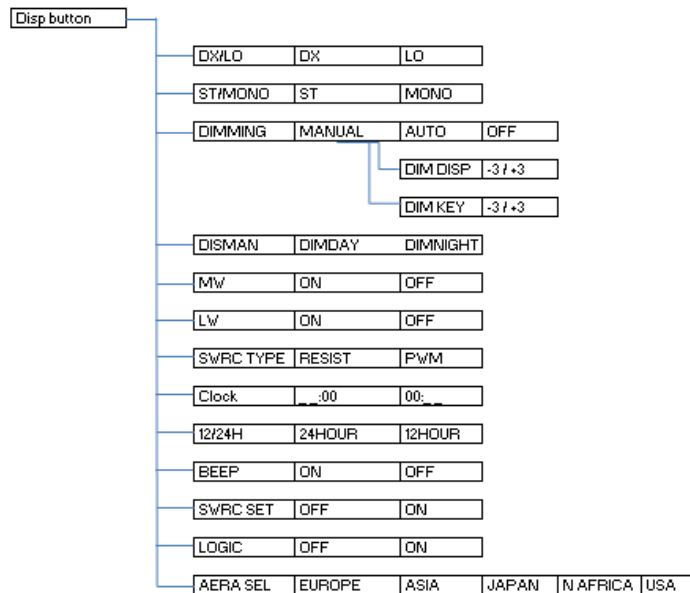 Disp button
DX/LO DX LO
ST/MONO ST MONO
DIMMING MANUAL AUTO OFF
DIM DISP -3 / +3
DIM KEY -3 / +3
DISMAN DIMDAY DIMNIGHT
MW ON OFF
LW ON OFF
SWRC TYPE RESIST PWM
Clock _ _:00 00:_ _
12/24H 24HOUR 12HOUR
BEEP ON OFF
SWRC SET OFF ON
LOGIC OFF ON
AERA SEL EUROPE ASIA JAPAN N AFRICA USA